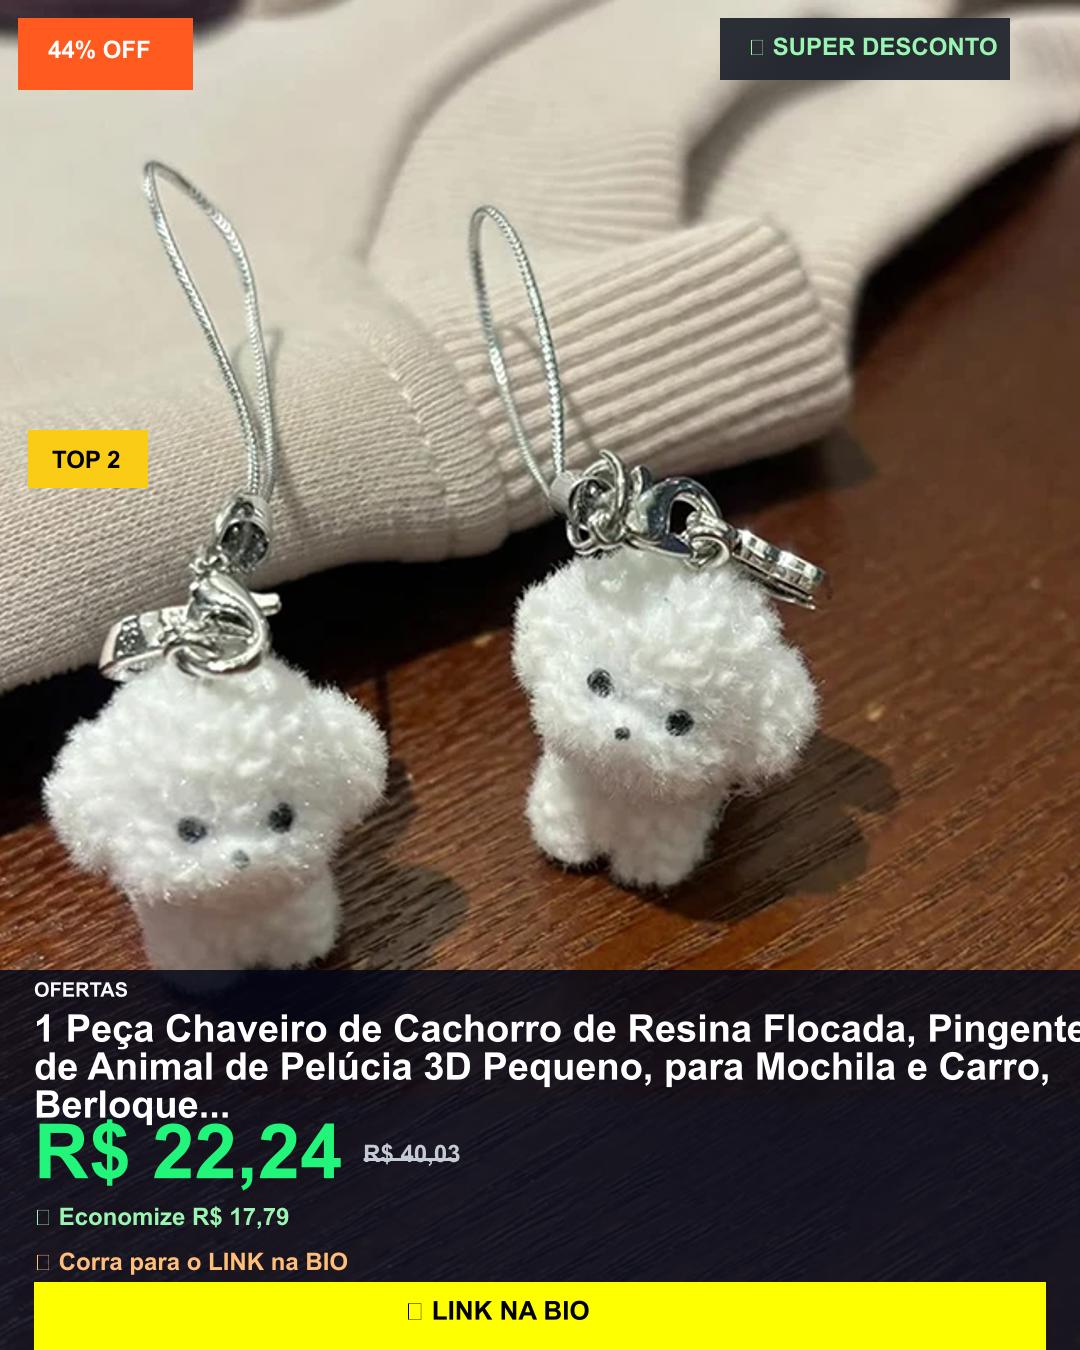 44% OFF
SUPER DESCONTO
TOP 2
OFERTAS
1 Peça Chaveiro de Cachorro de Resina Flocada, Pingente
de Animal de Pelúcia 3D Pequeno, para Mochila e Carro,
Berloque...
R$ 22,24 R$ 40,03
Economize R$ 17,79
Corra para o LINK na BIO
LINK NA BIO